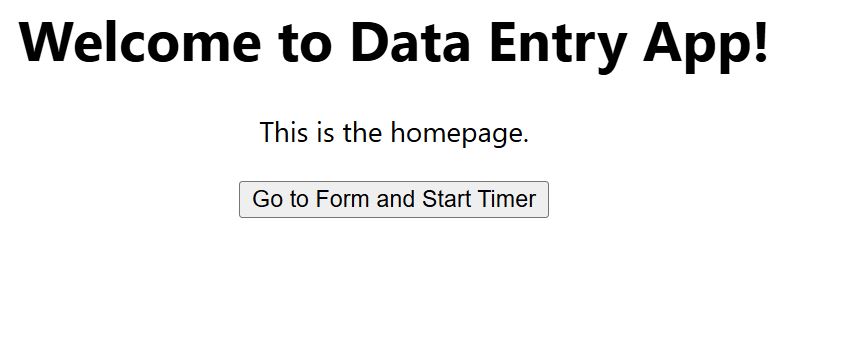 Welcome to Data Entry App!
This is the homepage.
Go to Form and Start Timer